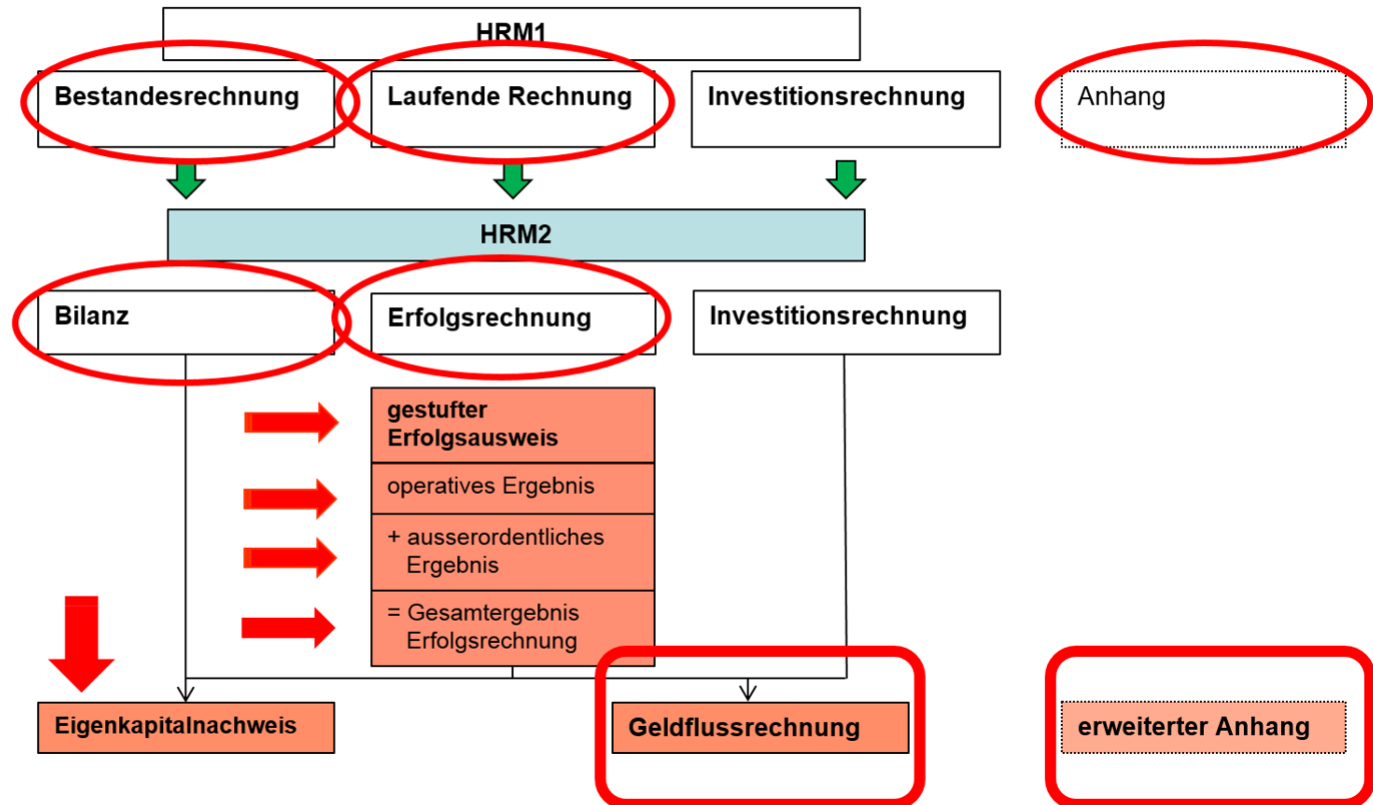 HRM1
Bestandesrechnung
Laufende Rechnung
Investitionsrechnung
Anhang
HRM2
Bilanz
Erfolgsrechnung
Investitionsrechnung
gestufter
Erfolgsausweis
operatives Ergebnis
+ ausserordentliches
Ergebnis
= Gesamtergebnis
Erfolgsrechnung
Eigenkapitalnachweis
Geldflussrechnung
erweiterter Anhang